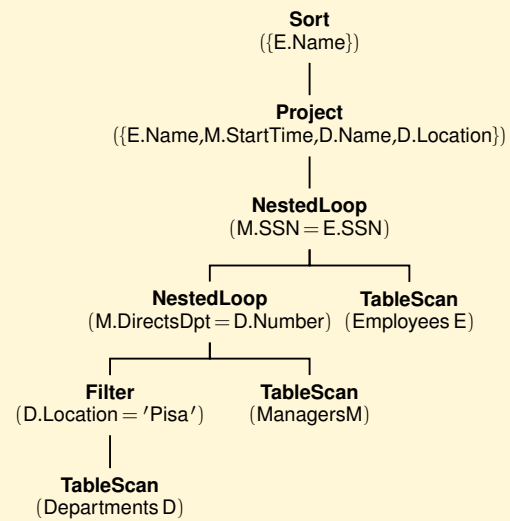 Sort
({E.Name})
Project
({E.Name,M.StartTime,D.Name,D.Location})
NestedLoop
(M.SSN = E.SSN)
NestedLoop
(M.DirectsDpt = D.Number)
TableScan
(Employees E)
Filter
(D.Location = ′Pisa′)
TableScan
(ManagersM)
TableScan
(Departments D)